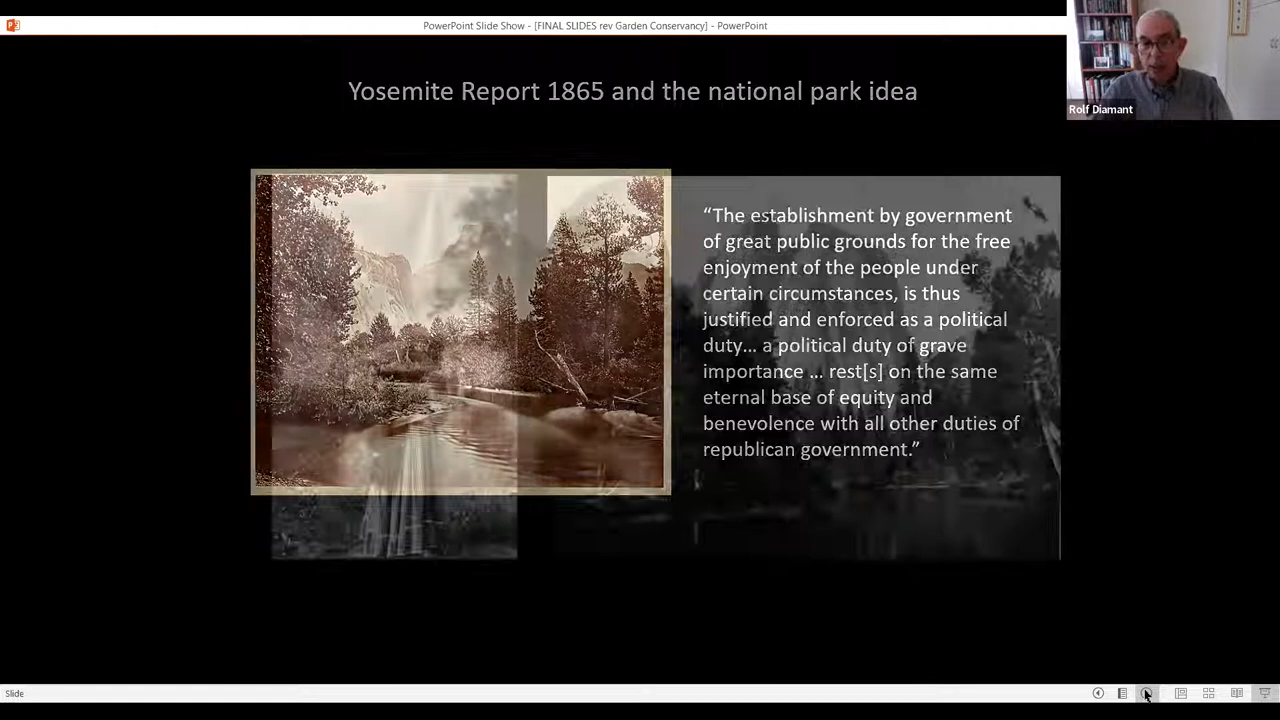 PowerPoint Slide Show - [FINAL SLIDES rev Garden Conservancy] - PowerPoint
Rolf Diamant
Yosemite Report 1865 and the national park idea
“The establishment by government
of great public grounds for the free
enjoyment of the people under
certain circumstances, is thus
justified and enforced as a political
duty... a political duty of grave
importance ... rest[s] on the same
eternal base of equity and
benevolence with all other duties of
republican government.”
Slide